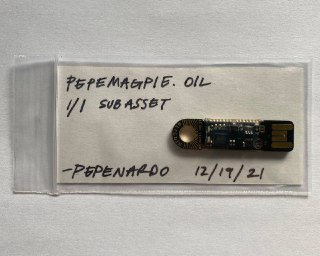 PEPEMAGPIE. OIL
1/1 SUBASSET
-PEPENARDO 12/19/21